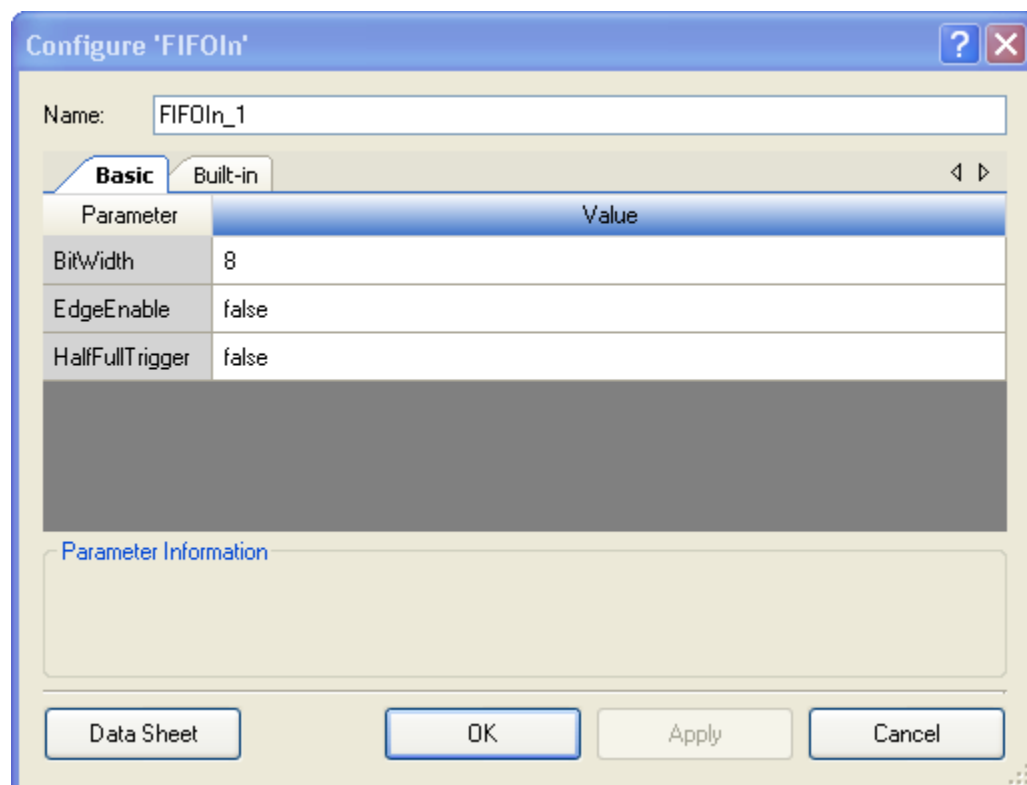 Configure 'FIFOIn'
?
Name: FIFOIn_1
Basic Built-in
Parameter Value
BitWidth 8
EdgeEnable false
HalfFullTrigger false
Parameter Information
Data Sheet OK Apply Cancel